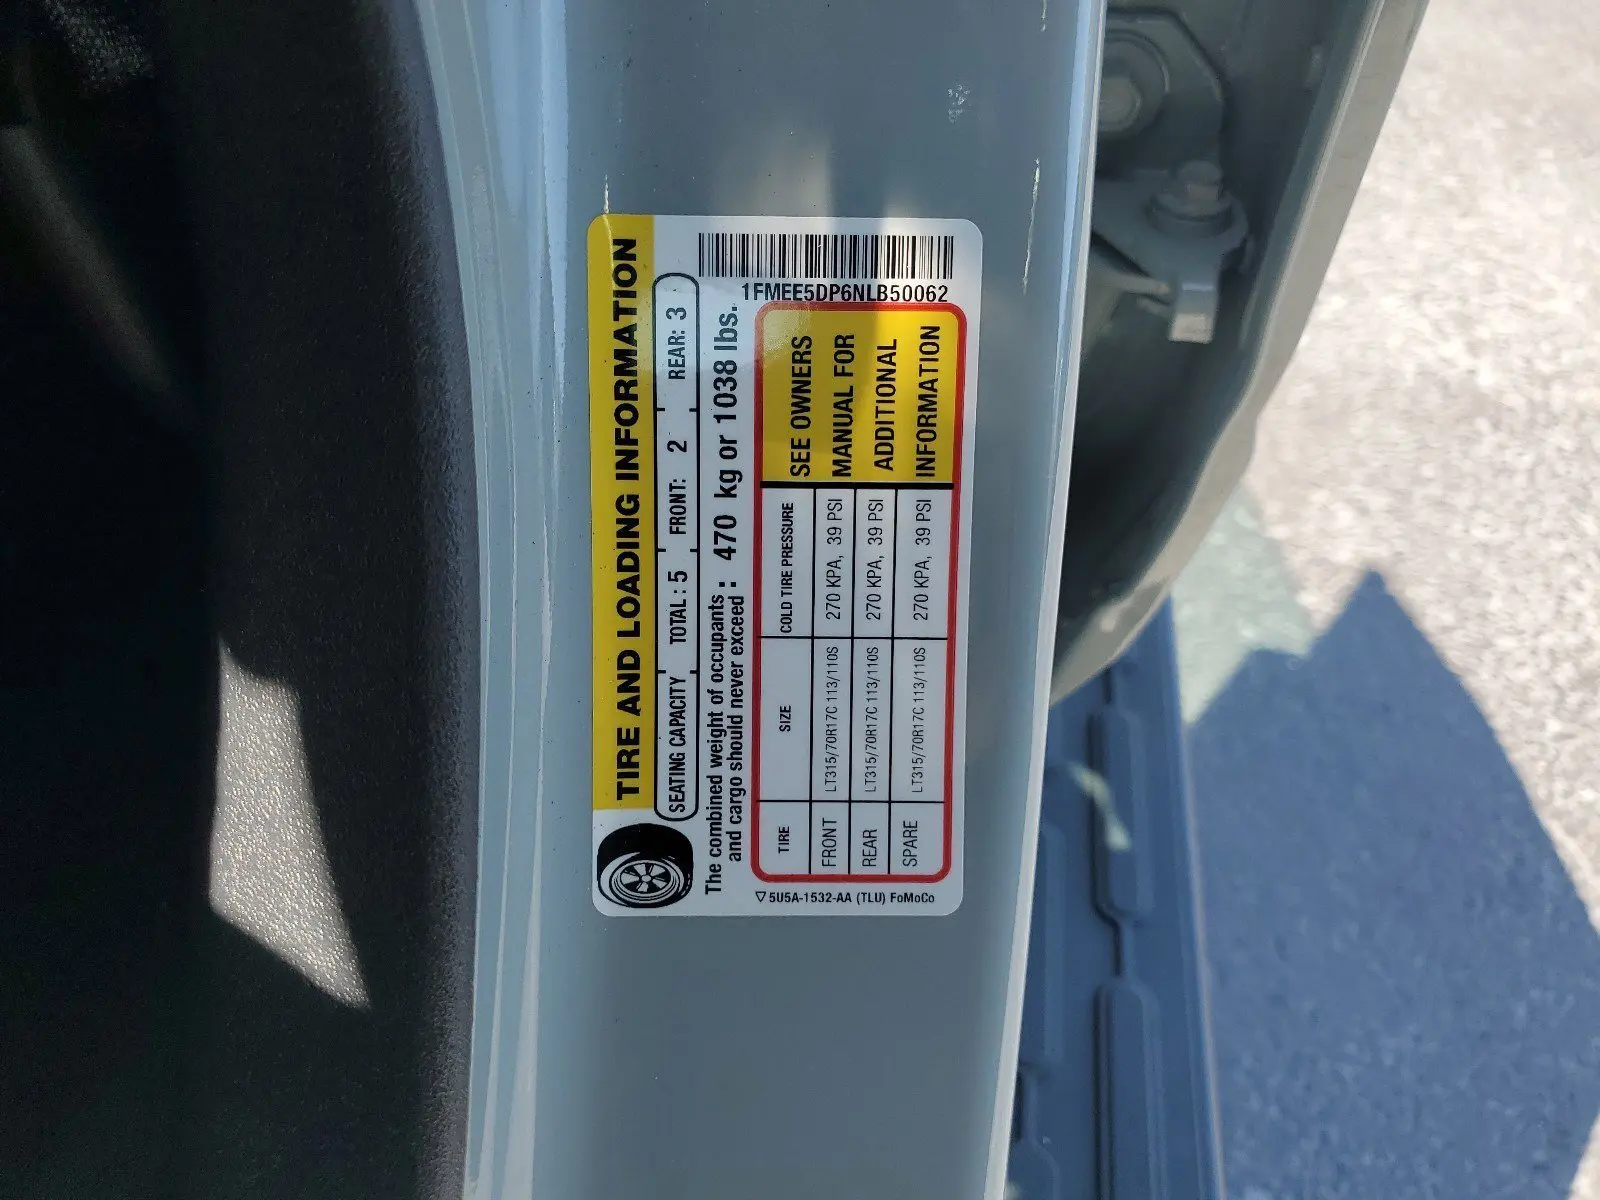 1FMEE5DP6NLB50062
TIRE AND LOADING INFORMATION
SEATING CAPACITY TOTAL : 5 FRONT: 2 REAR: 3
The combined weight of occupants and cargo should never exceed : 470 kg or 1038 lbs.
TIRE SIZE COLD TIRE PRESSURE
FRONT LT315/70R17C 113/110S 270 KPA, 39 PSI
REAR LT315/70R17C 113/110S 270 KPA, 39 PSI
SPARE LT315/70R17C 113/110S 270 KPA, 39 PSI
SEE OWNERS
MANUAL FOR
ADDITIONAL
INFORMATION
5U5A-1532-AA (TLU) FoMoCo